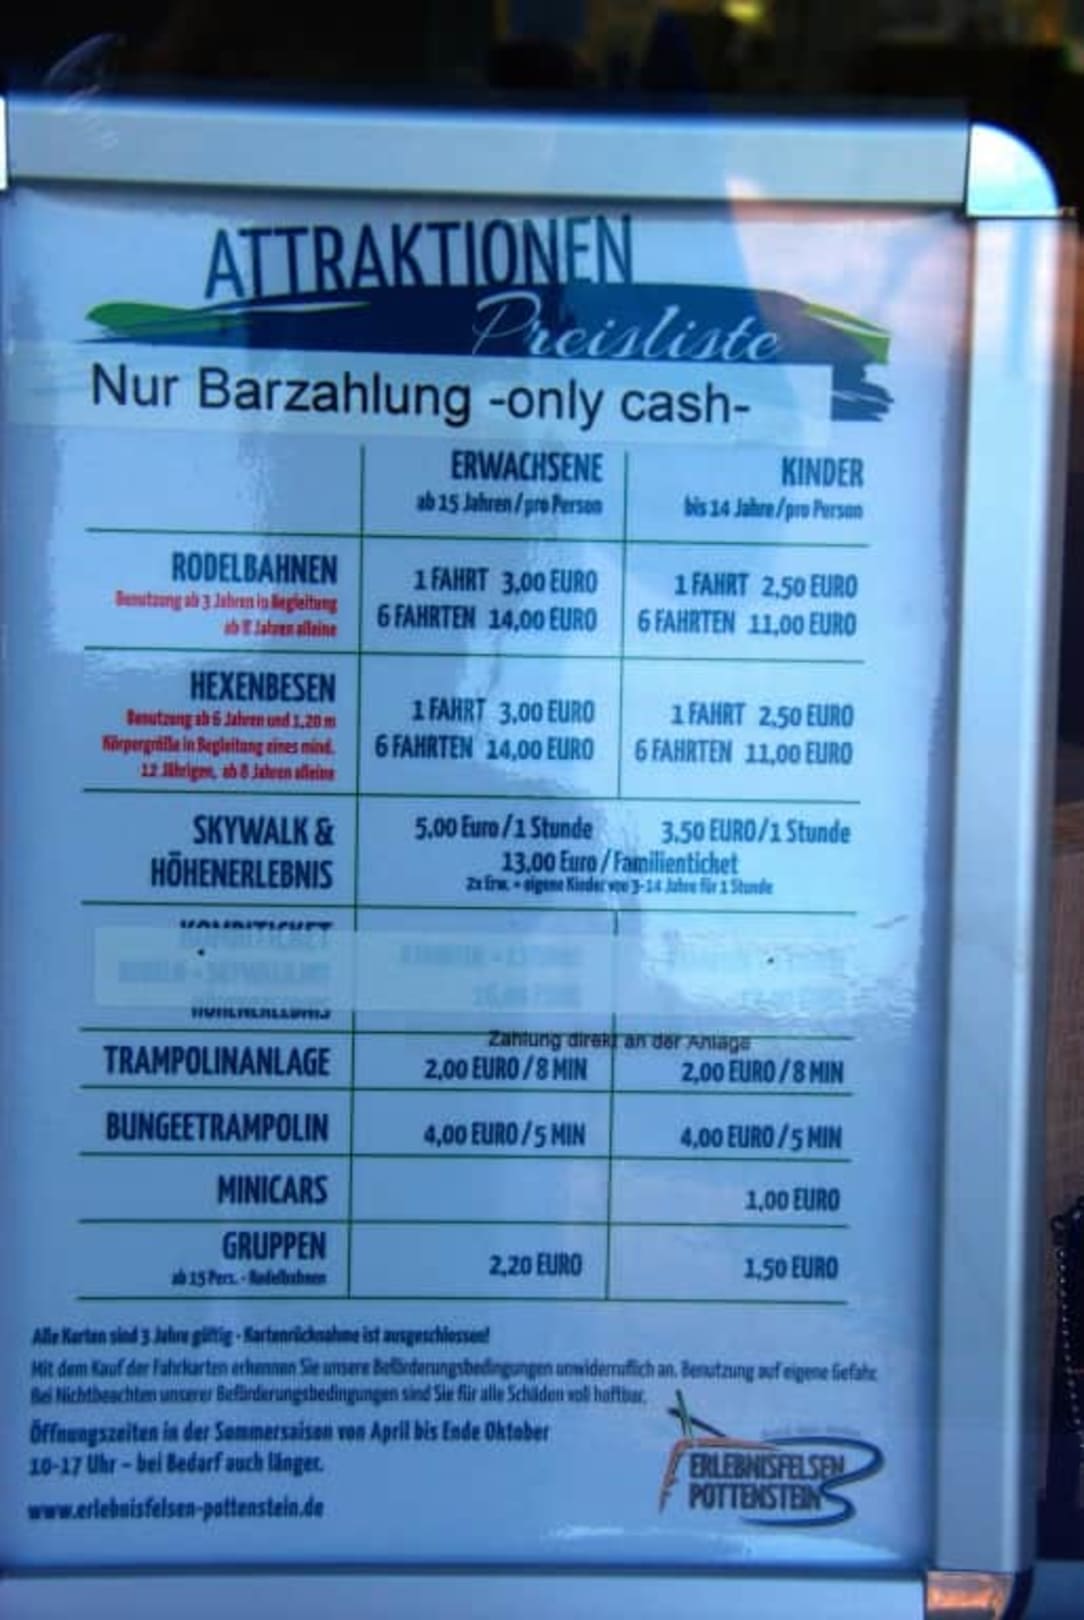 ATTRAKTIONEN
Preisliste
Nur Barzahlung -only cash-
ERWACHSENE KINDER
ab 15 Jahren / pro Person bis 14 Jahre / pro Person
RODELBAHNEN
Benutzung ab 3 Jahren in Begleitung
ab 8 Jahren alleine
1 FAHRT 3,00 EURO 1 FAHRT 2,50 EURO
6 FAHRTEN 14,00 EURO 6 FAHRTEN 11,00 EURO
HEXENBESEN
Benutzung ab 6 Jahren und 1,20 m
Körpergröße in Begleitung eines mind.
12 Jährigen, ab 8 Jahren alleine
1 FAHRT 3,00 EURO 1 FAHRT 2,50 EURO
6 FAHRTEN 14,00 EURO 6 FAHRTEN 11,00 EURO
SKYWALK &
HÖHENERLEBNIS
5,00 Euro / 1 Stunde 3,50 EURO / 1 Stunde
13,00 Euro / Familienticket
2x Erw. + eigene Kinder von 3-14 Jahre für 1 Stunde
KOMBITICKET
HÖHENERLEBNIS
Zahlung direkt an der Anlage
TRAMPOLINANLAGE 2,00 EURO / 8 MIN 2,00 EURO / 8 MIN
BUNGEETRAMPOLIN 4,00 EURO / 5 MIN 4,00 EURO / 5 MIN
MINICARS 1,00 EURO
GRUPPEN 2,20 EURO 1,50 EURO
ab 15 Pers. - Rodelbahnen
Alle Karten sind 3 Jahre gültig - Kartenrücknahme ist ausgeschlossen!
Mit dem Kauf der Fahrkarten erkennen Sie unsere Beförderungsbedingungen unwiderruflich an. Benutzung auf eigene Gefahr.
Bei Nichtbeachten unserer Beförderungsbedingungen sind Sie für alle Schäden voll haftbar.
Öffnungszeiten in der Sommersaison von April bis Ende Oktober
10-17 Uhr – bei Bedarf auch länger.
www.erlebnisfelsen-pottenstein.de
ERLEBNISFELSEN
POTTENSTEIN